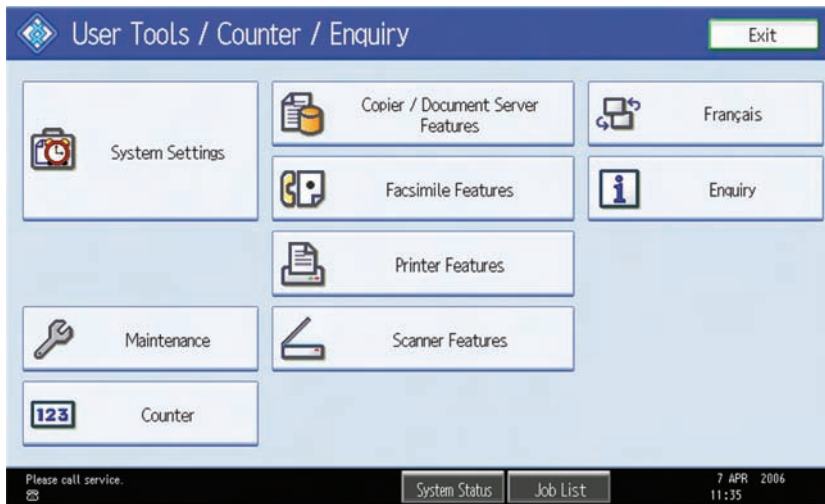 User Tools / Counter / Enquiry
Exit
System Settings
Copier / Document Server
Features
Français
Facsimile Features
Enquiry
Printer Features
Maintenance
Scanner Features
123
Counter
Please call service.
System Status
Job List
7 APR 2006
11:35